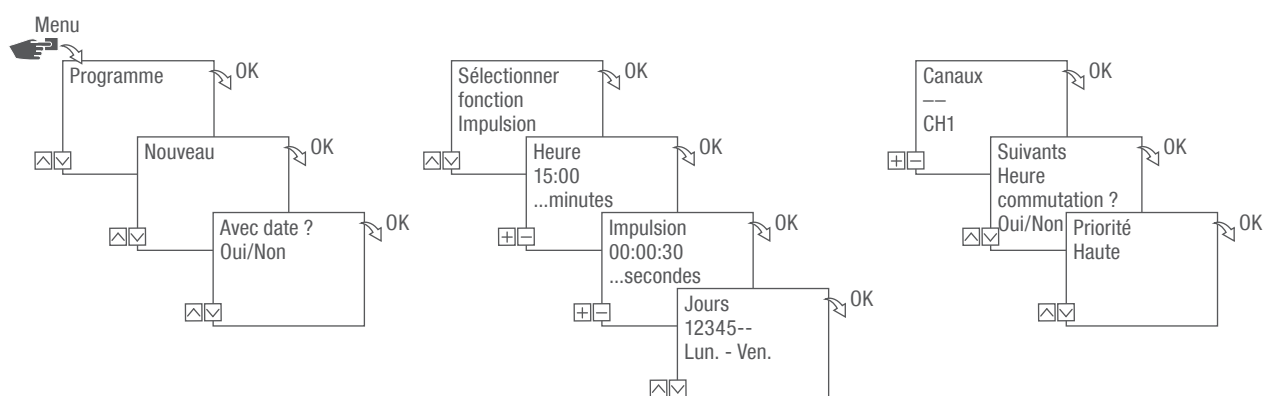 Menu
Programme
OK
Nouveau
OK
Avec date ?
Oui/Non
OK
Sélectionner
fonction
Impulsion
OK
Heure
15:00
...minutes
OK
Impulsion
00:00:30
...secondes
OK
Jours
12345--
Lun. - Ven.
OK
Canaux
––
CH1
OK
Suivants
Heure
commutation ?
Oui/Non
OK
Priorité
Haute
OK